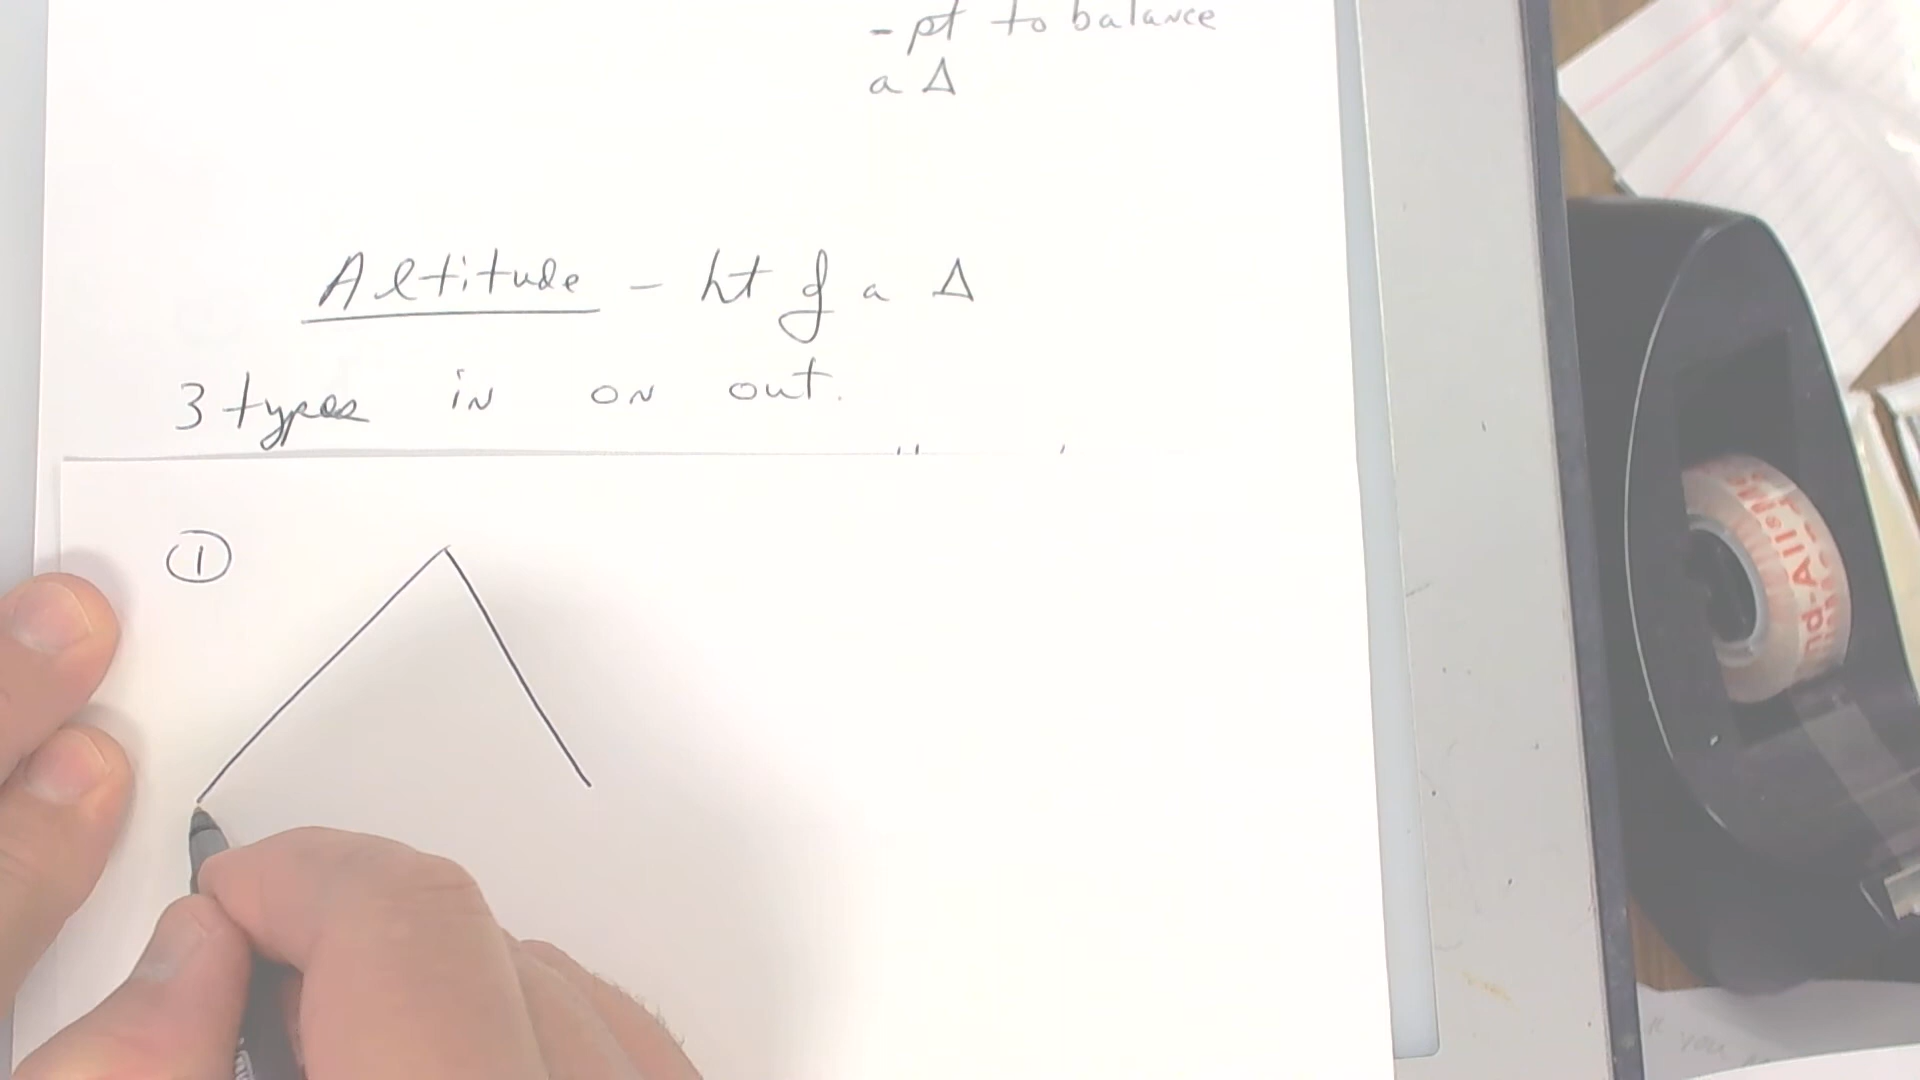 - pt to balance
a Δ
Altitude - ht of a Δ
3 types in on out.
①